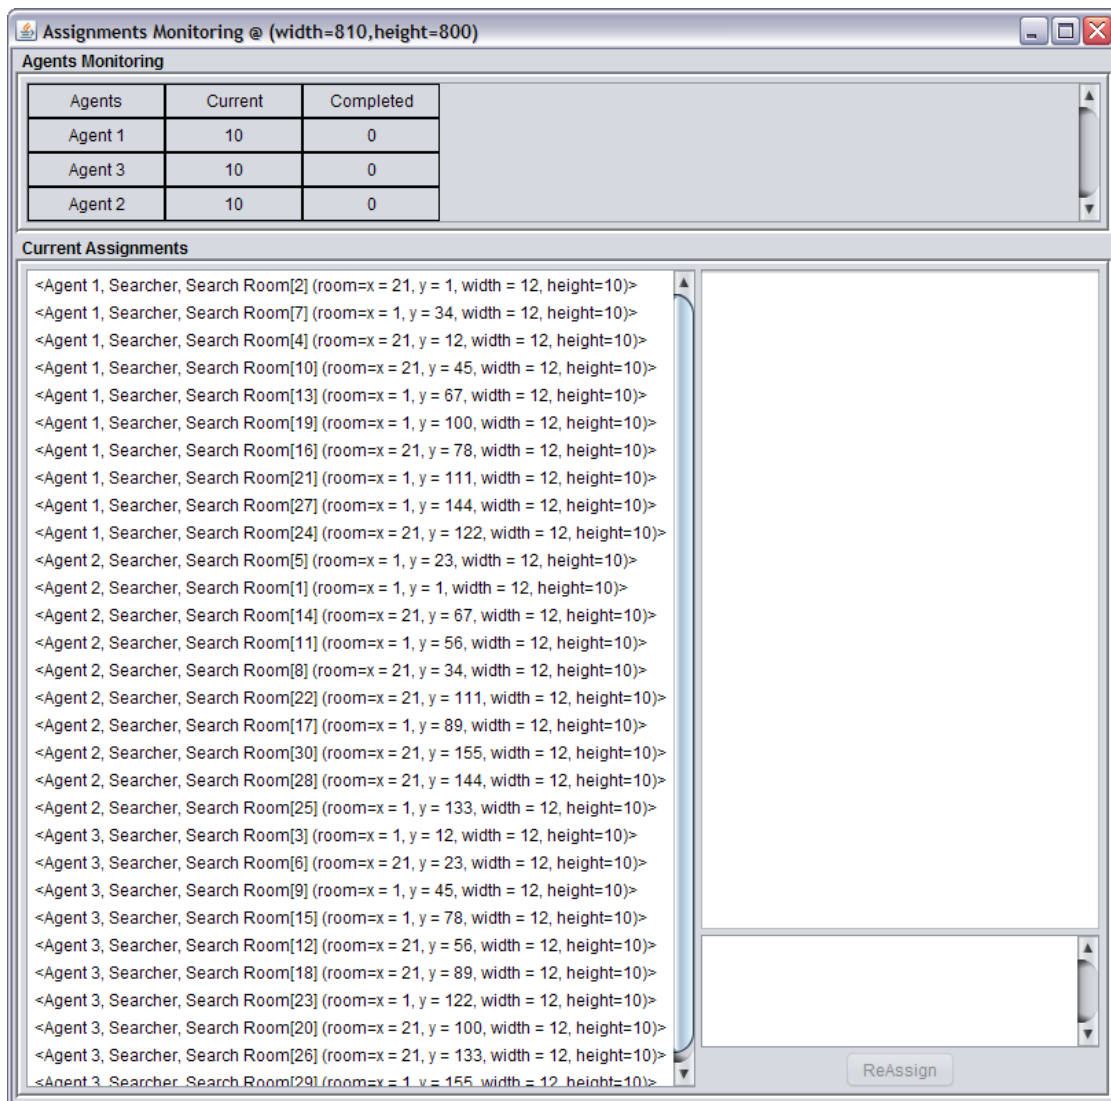 Assignments Monitoring @ (width=810,height=800)
Agents Monitoring
Agents Current Completed
Agent 1 10 0
Agent 3 10 0
Agent 2 10 0
Current Assignments
<Agent 1, Searcher, Search Room[2] (room=x = 21, y = 1, width = 12, height=10)>
<Agent 1, Searcher, Search Room[7] (room=x = 1, y = 34, width = 12, height=10)>
<Agent 1, Searcher, Search Room[4] (room=x = 21, y = 12, width = 12, height=10)>
<Agent 1, Searcher, Search Room[10] (room=x = 21, y = 45, width = 12, height=10)>
<Agent 1, Searcher, Search Room[13] (room=x = 1, y = 67, width = 12, height=10)>
<Agent 1, Searcher, Search Room[19] (room=x = 1, y = 100, width = 12, height=10)>
<Agent 1, Searcher, Search Room[16] (room=x = 21, y = 78, width = 12, height=10)>
<Agent 1, Searcher, Search Room[21] (room=x = 1, y = 111, width = 12, height=10)>
<Agent 1, Searcher, Search Room[27] (room=x = 1, y = 144, width = 12, height=10)>
<Agent 1, Searcher, Search Room[24] (room=x = 21, y = 122, width = 12, height=10)>
<Agent 2, Searcher, Search Room[5] (room=x = 1, y = 23, width = 12, height=10)>
<Agent 2, Searcher, Search Room[1] (room=x = 1, y = 1, width = 12, height=10)>
<Agent 2, Searcher, Search Room[14] (room=x = 21, y = 67, width = 12, height=10)>
<Agent 2, Searcher, Search Room[11] (room=x = 1, y = 56, width = 12, height=10)>
<Agent 2, Searcher, Search Room[8] (room=x = 21, y = 34, width = 12, height=10)>
<Agent 2, Searcher, Search Room[22] (room=x = 21, y = 111, width = 12, height=10)>
<Agent 2, Searcher, Search Room[17] (room=x = 1, y = 89, width = 12, height=10)>
<Agent 2, Searcher, Search Room[30] (room=x = 21, y = 155, width = 12, height=10)>
<Agent 2, Searcher, Search Room[28] (room=x = 21, y = 144, width = 12, height=10)>
<Agent 2, Searcher, Search Room[25] (room=x = 1, y = 133, width = 12, height=10)>
<Agent 3, Searcher, Search Room[3] (room=x = 1, y = 12, width = 12, height=10)>
<Agent 3, Searcher, Search Room[6] (room=x = 21, y = 23, width = 12, height=10)>
<Agent 3, Searcher, Search Room[9] (room=x = 1, y = 45, width = 12, height=10)>
<Agent 3, Searcher, Search Room[15] (room=x = 1, y = 78, width = 12, height=10)>
<Agent 3, Searcher, Search Room[12] (room=x = 21, y = 56, width = 12, height=10)>
<Agent 3, Searcher, Search Room[18] (room=x = 21, y = 89, width = 12, height=10)>
<Agent 3, Searcher, Search Room[23] (room=x = 1, y = 122, width = 12, height=10)>
<Agent 3, Searcher, Search Room[20] (room=x = 21, y = 100, width = 12, height=10)>
<Agent 3, Searcher, Search Room[26] (room=x = 21, y = 133, width = 12, height=10)>
<Agent 3, Searcher, Search Room[29] (room=x = 1, y = 155, width = 12, height=10)>
ReAssign